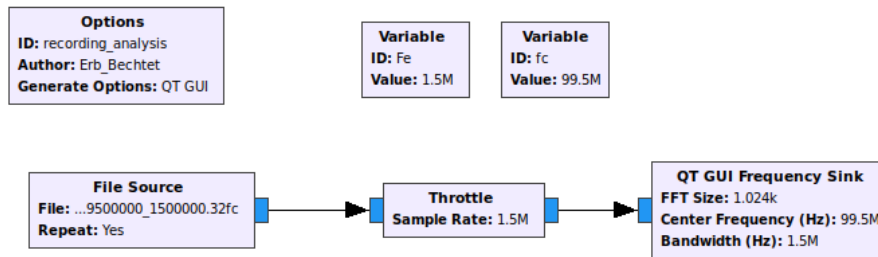 Options
ID: recording_analysis
Author: Erb_Bechtet
Generate Options: QT GUI
Variable
ID: Fe
Value: 1.5M
Variable
ID: fc
Value: 99.5M
File Source
File: ...9500000_1500000.32fc
Repeat: Yes
Throttle
Sample Rate: 1.5M
QT GUI Frequency Sink
FFT Size: 1.024k
Center Frequency (Hz): 99.5M
Bandwidth (Hz): 1.5M